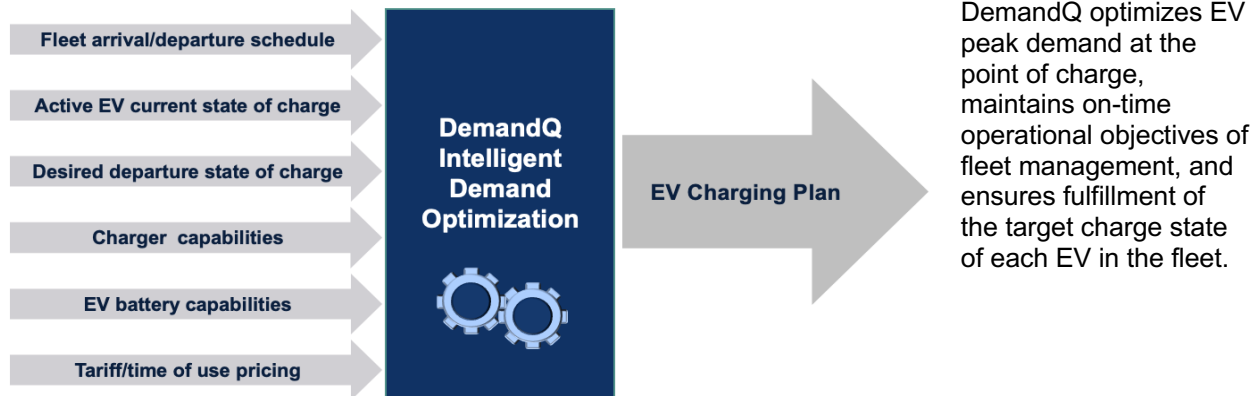 Fleet arrival/departure schedule
Active EV current state of charge
Desired departure state of charge
Charger capabilities
EV battery capabilities
Tariff/time of use pricing
DemandQ
Intelligent
Demand
Optimization
EV Charging Plan
DemandQ optimizes EV
peak demand at the
point of charge,
maintains on-time
operational objectives of
fleet management, and
ensures fulfillment of
the target charge state
of each EV in the fleet.